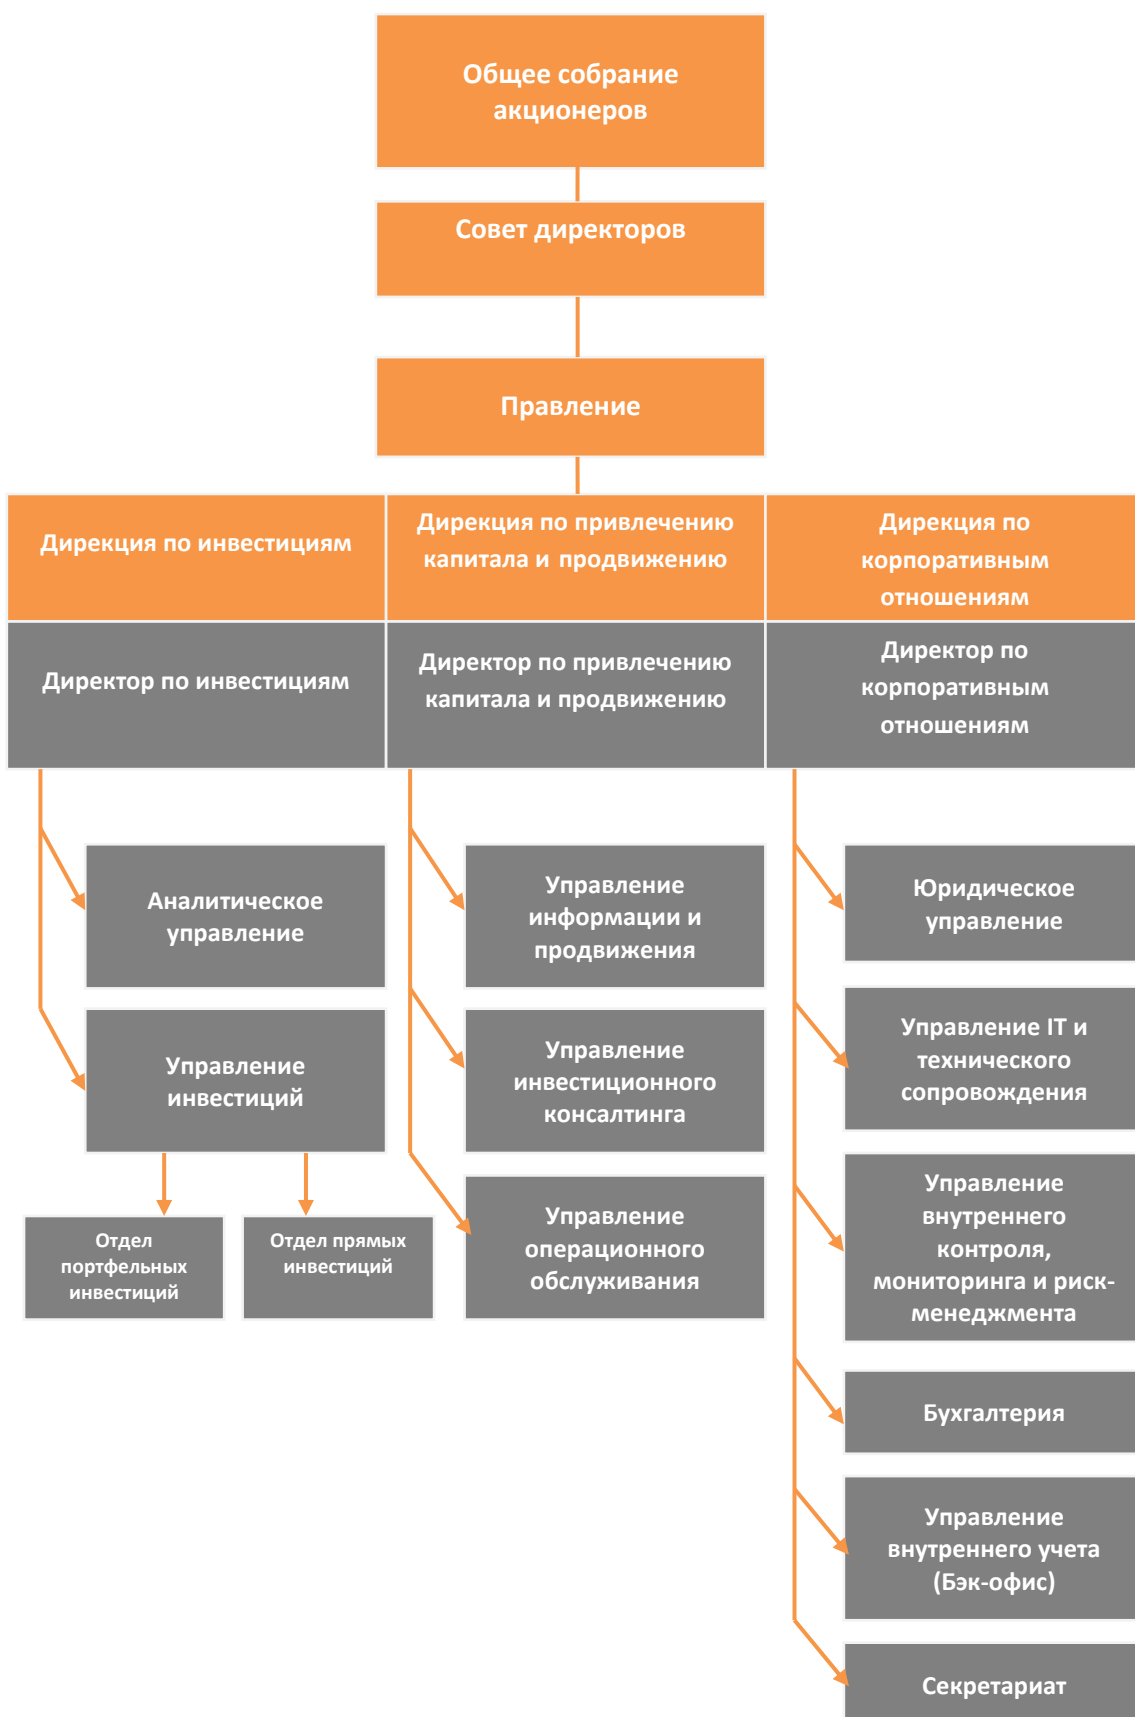 Общее собрание
акционеров
Совет директоров
Правление
Дирекция по инвестициям
Дирекция по привлечению
капитала и продвижению
Дирекция по
корпоративным
отношениям
Директор по инвестициям
Директор по привлечению
капитала и продвижению
Директор по
корпоративным
отношениям
Аналитическое
управление
Управление
инвестиций
Отдел
портфельных
инвестиций
Отдел прямых
инвестиций
Управление
информации и
продвижения
Управление
инвестиционного
консалтинга
Управление
операционного
обслуживания
Юридическое
управление
Управление IT и
технического
сопровождения
Управление
внутреннего
контроля,
мониторинга и риск-
менеджмента
Бухгалтерия
Управление
внутреннего учета
(Бэк-офис)
Секретариат